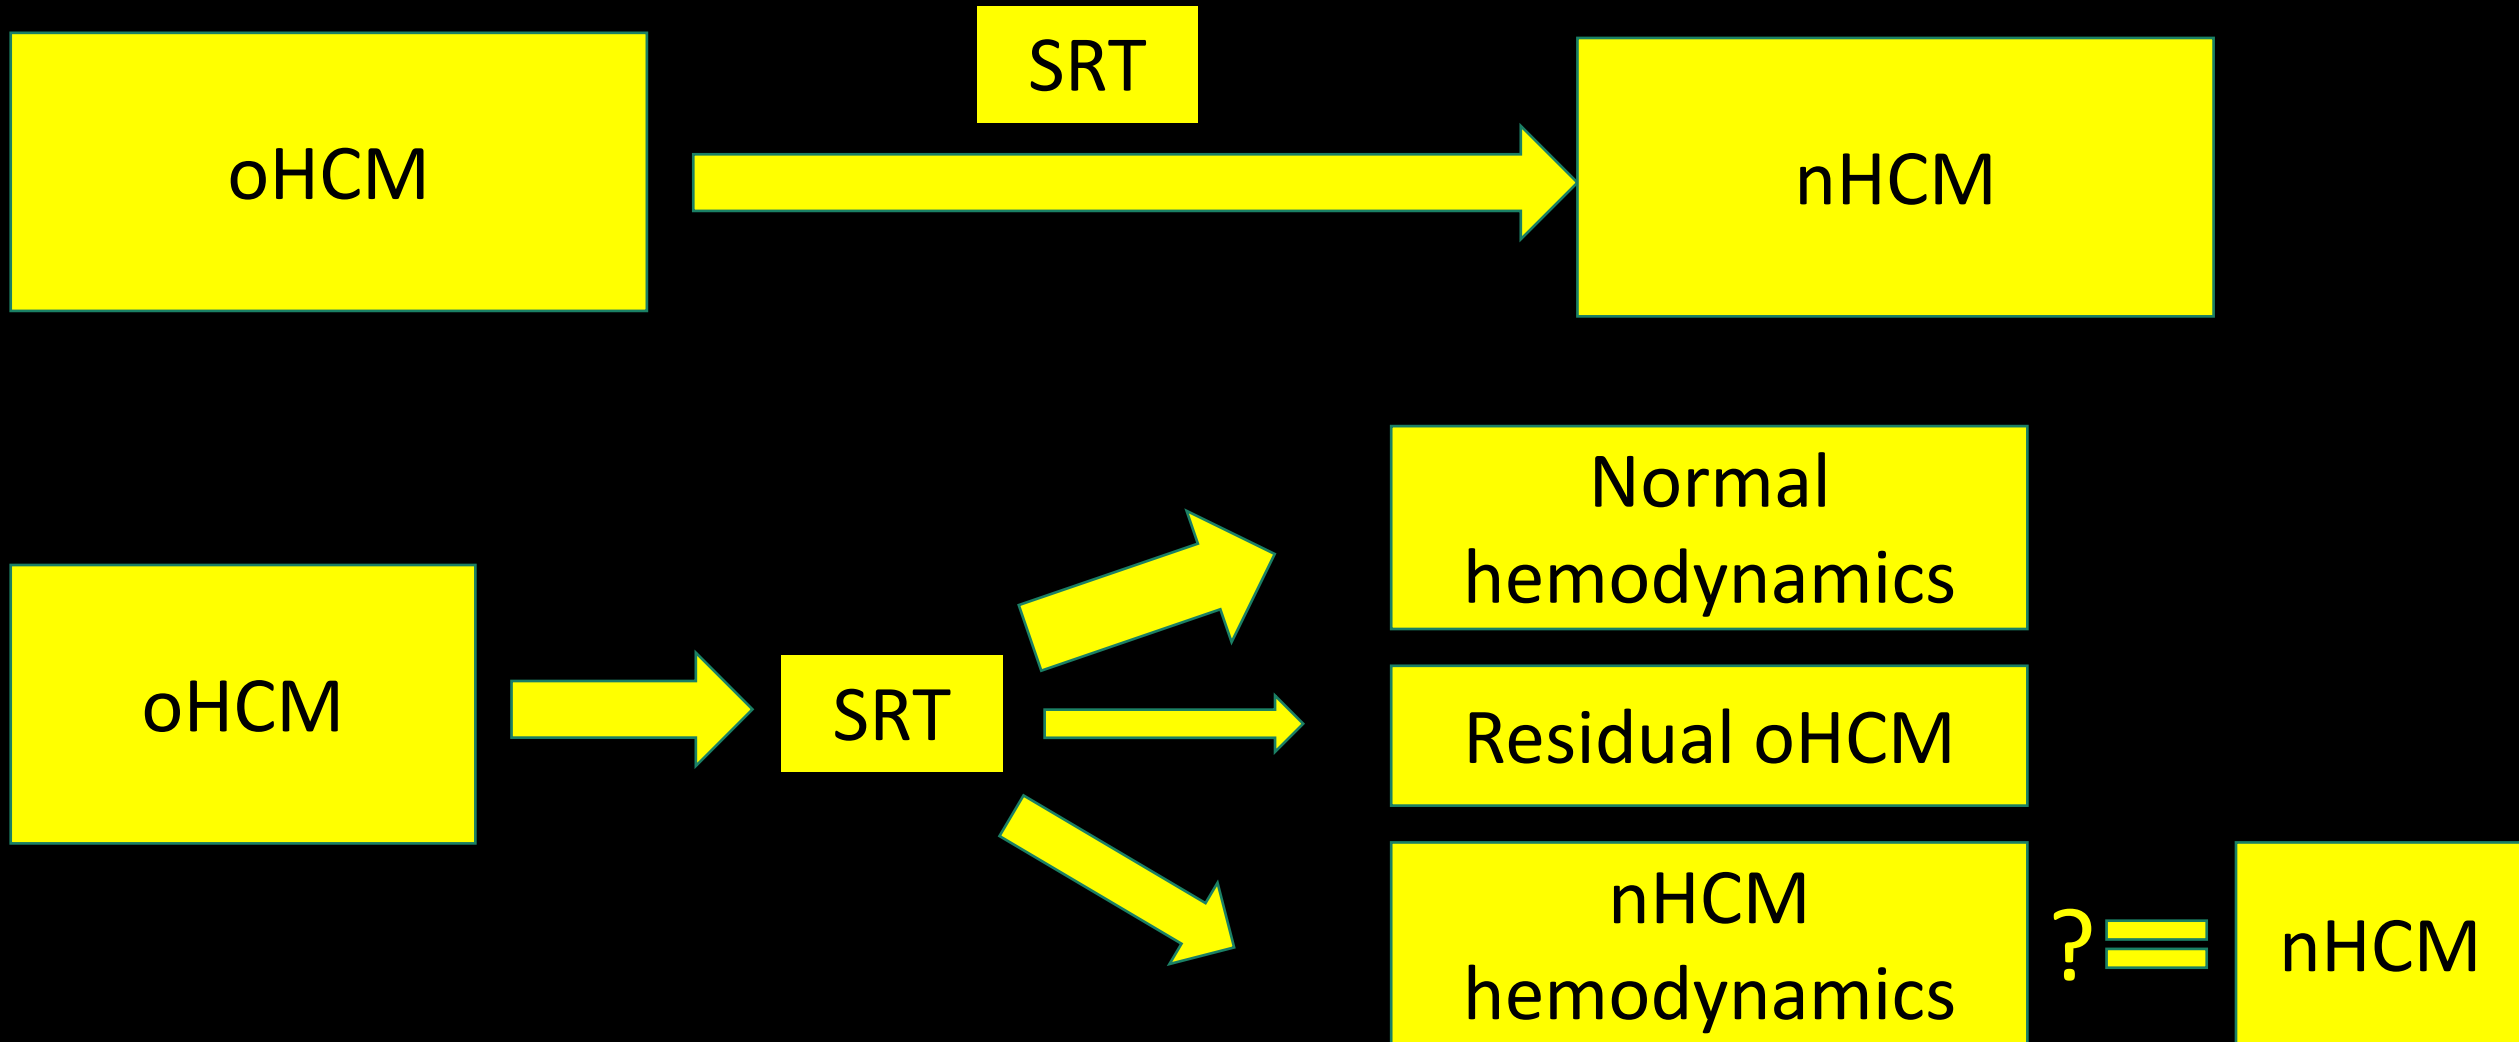 SRT
oHCM
nHCM
Normal
hemodynamics
oHCM
SRT
Residual oHCM
nHCM
hemodynamics
?
nHCM